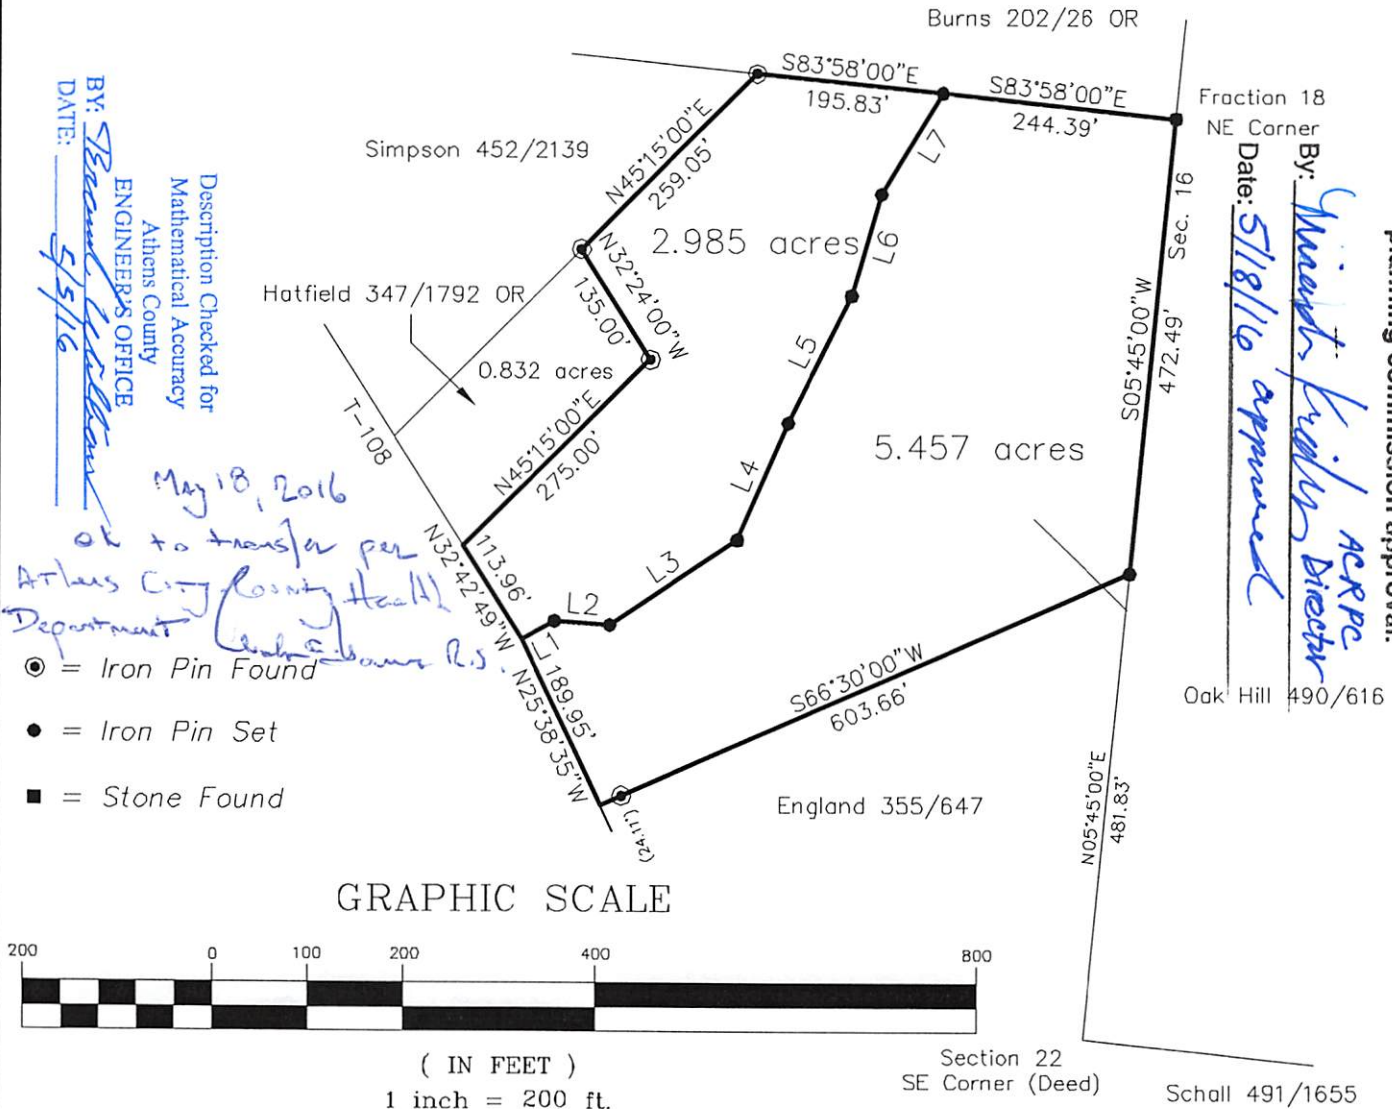 Burns 202/26 OR
S83°58'00"E
195.83'
S83°58'00"E
244.39'
Fraction 18
NE Corner
Simpson 452/2139
N45°15'00"E
259.05'
L7
Sec. 16
2.985 acres
L6
N32°24'00"W
135.00'
Hatfield 347/1792 OR
0.832 acres
L5
S05°45'00"W
472.49'
T-108
N45°15'00"E
275.00'
L4
5.457 acres
L3
113.96'
N32°42'49"W
L2
L1
189.95'
N25°38'35"W
S66°30'00"W
603.66'
(24.11')
Oak Hill 490/616
England 355/647
N05°45'00"E
481.83'
Description Checked for
Mathematical Accuracy
Athens County
ENGINEER'S OFFICE
BY:
DATE: 5/5/16
May 18, 2016
ok to transfer per
Athens City County Health
Department
R.S.
planning commission approval.
By:
ACRPC
Director
Date: 5/18/16 approved
= Iron Pin Found
= Iron Pin Set
= Stone Found
GRAPHIC SCALE
200 0 100 200 400 800
( IN FEET )
1 inch = 200 ft.
Section 22
SE Corner (Deed)
Schall 491/1655